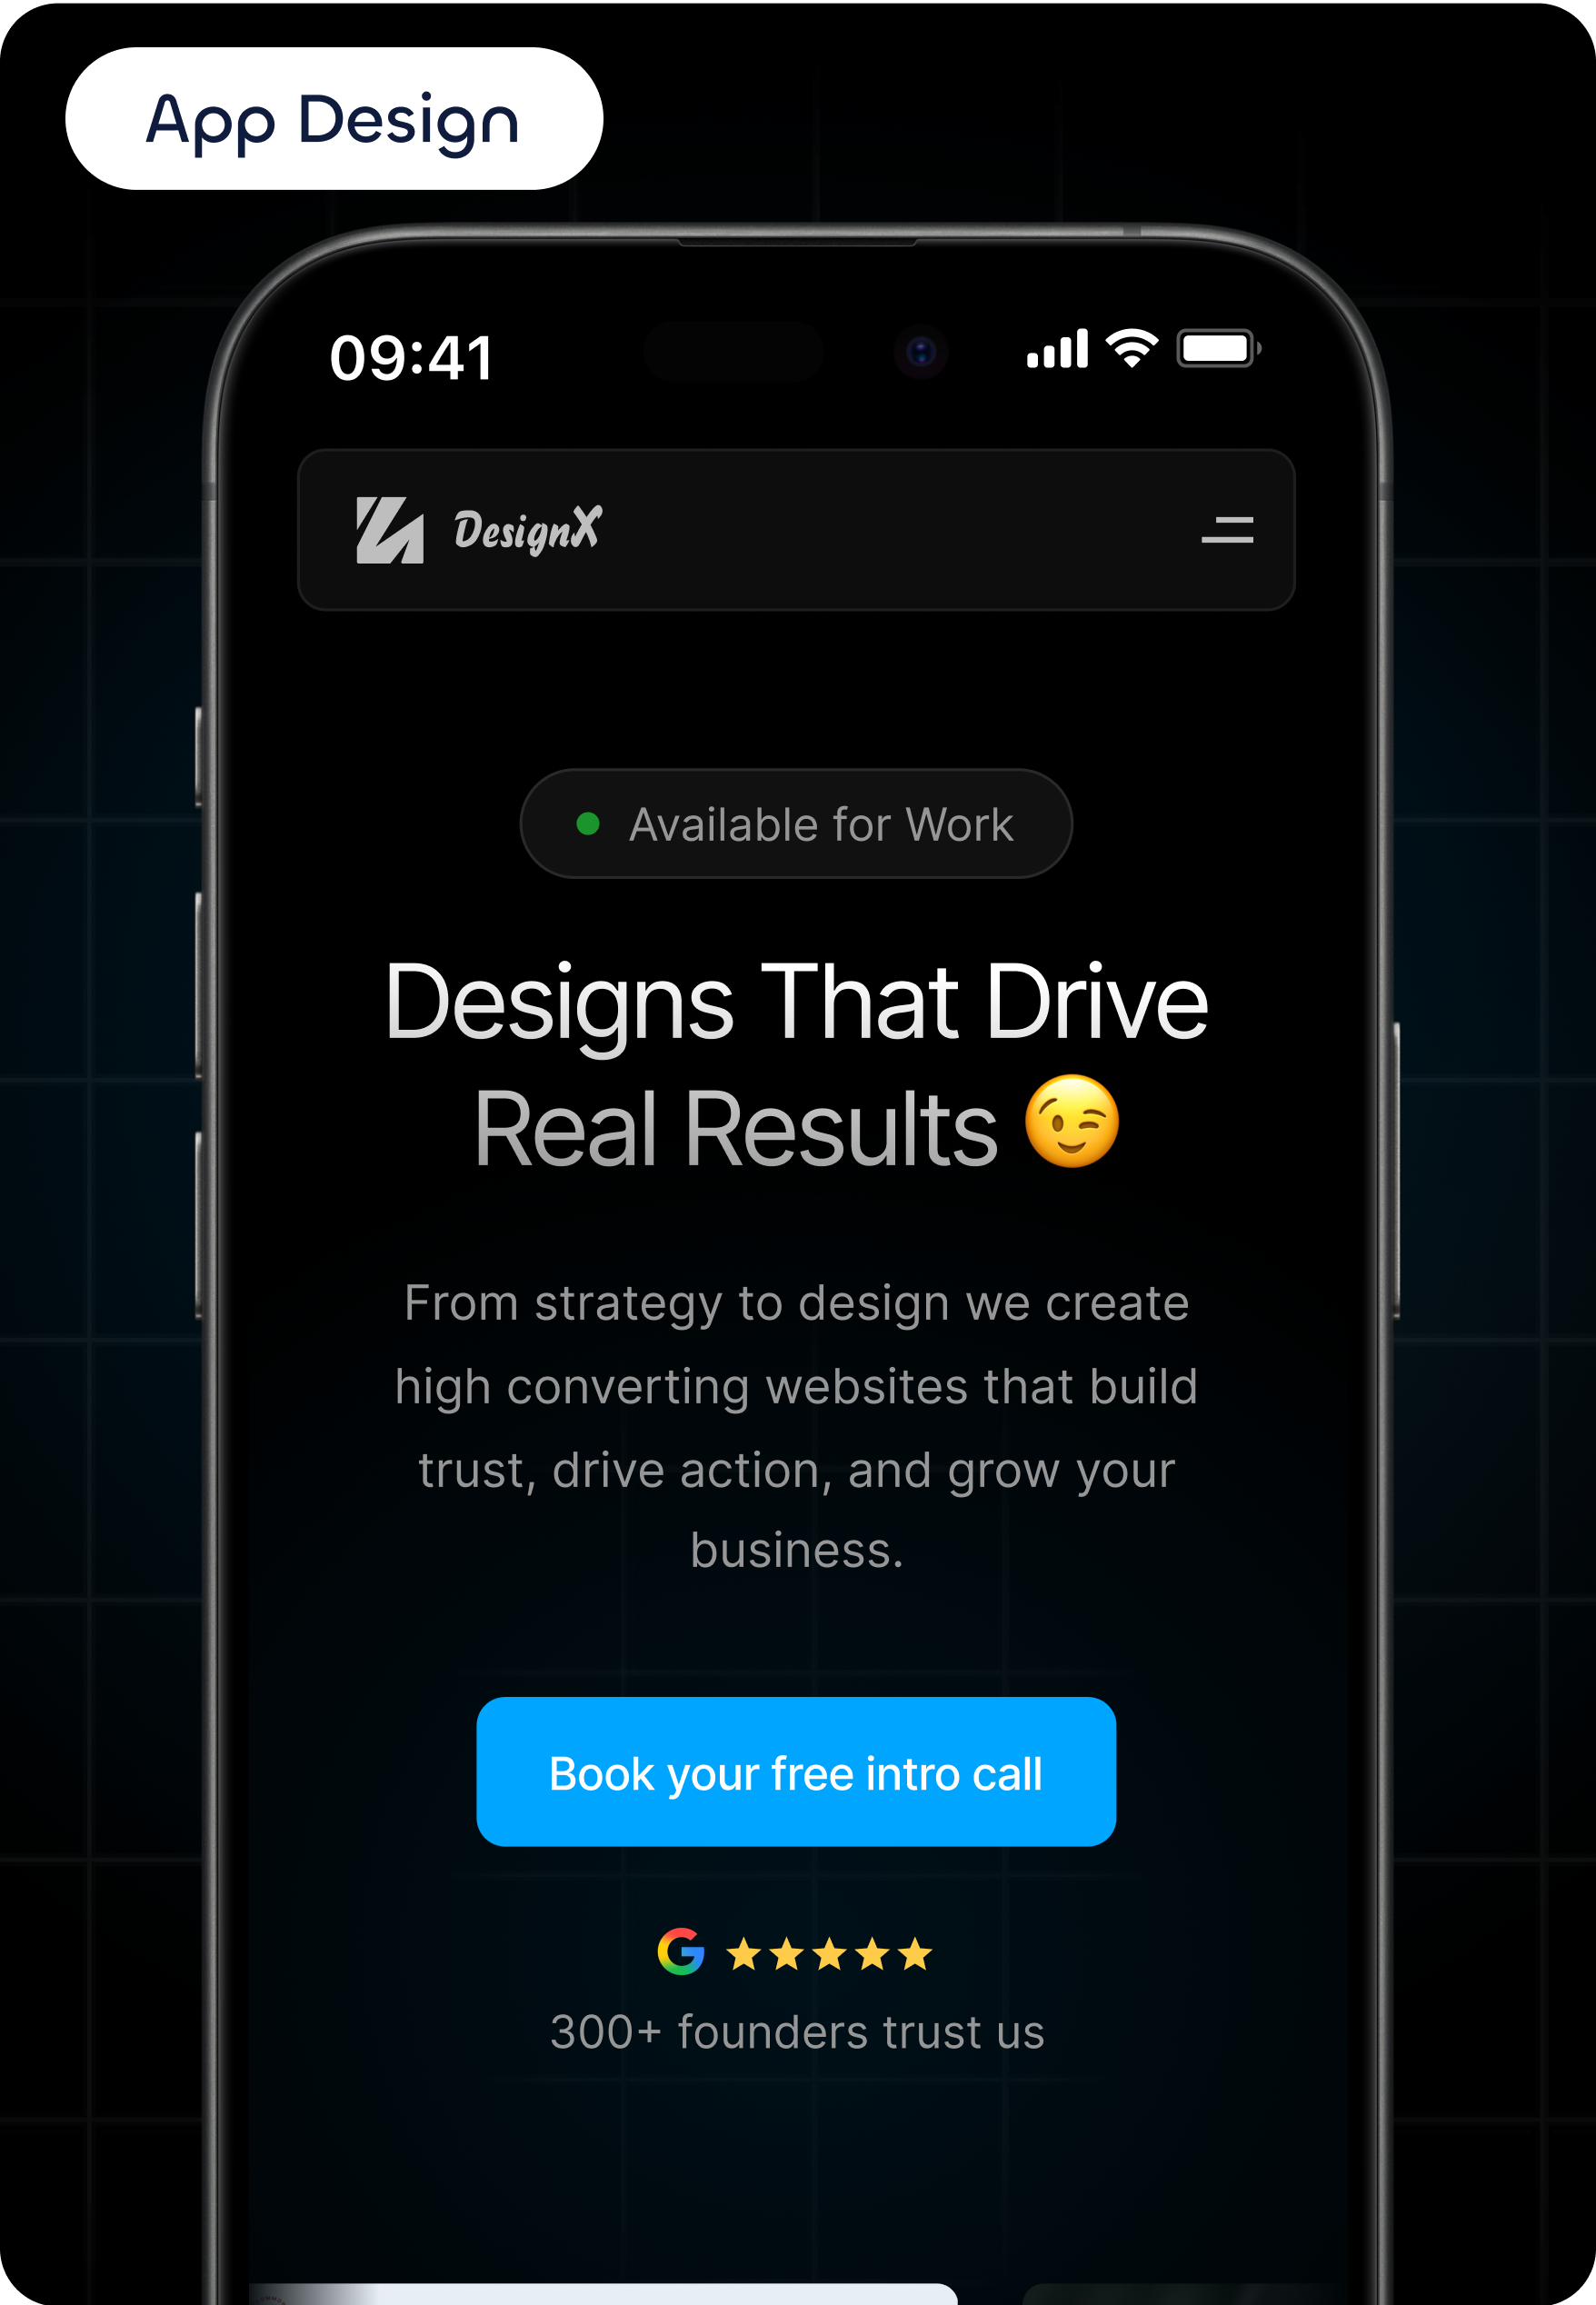 App Design
09:41
DesignX
Available for Work
Designs That Drive
Real Results 😉
From strategy to design we create
high converting websites that build
trust, drive action, and grow your
business.
Book your free intro call
300+ founders trust us